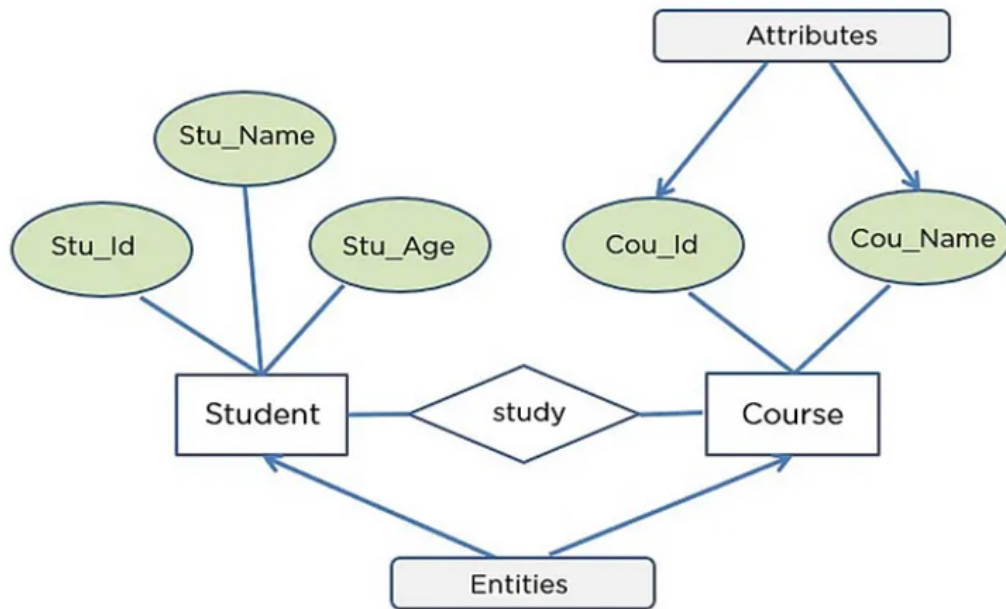 Attributes
Stu_Name
Stu_Id
Stu_Age
Cou_Id
Cou_Name
Student
study
Course
Entities